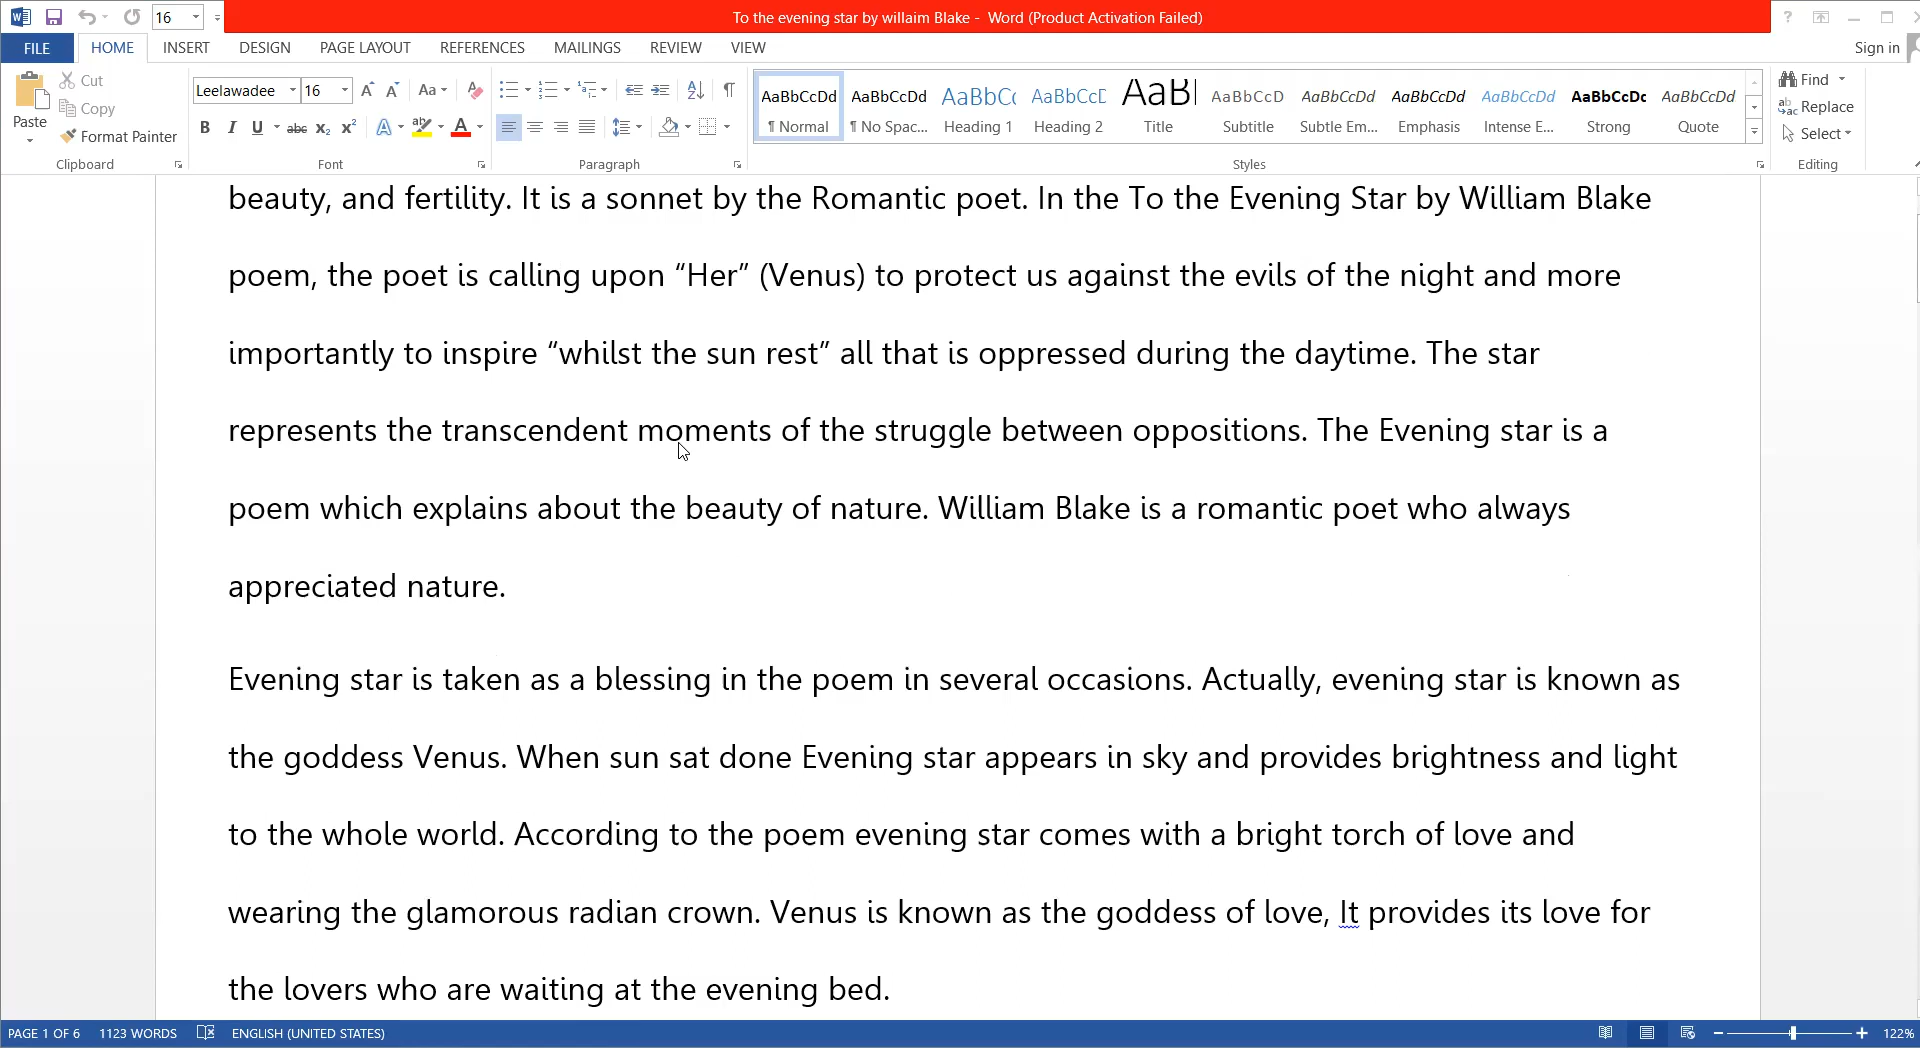 16
To the evening star by willaim Blake - Word (Product Activation Failed)
?
FILE HOME INSERT DESIGN PAGE LAYOUT REFERENCES MAILINGS REVIEW VIEW
Sign in
Paste
Cut
Copy
Format Painter
Clipboard
Leelawadee 16
Aa
B I U abc X₂ X² A ab A
Font
Paragraph
AaBbCcDd AaBbCcDd AaBbC AaBbCcD AaB AaBbCcD AaBbCcDd AaBbCcDd AaBbCcDd AaBbCcDc AaBbCcDd
¶ Normal ¶ No Spac... Heading 1 Heading 2 Title Subtitle Subtle Em... Emphasis Intense E... Strong Quote
Styles
Find
Replace
Select
Editing
beauty, and fertility. It is a sonnet by the Romantic poet. In the To the Evening Star by William Blake
poem, the poet is calling upon “Her” (Venus) to protect us against the evils of the night and more
importantly to inspire “whilst the sun rest” all that is oppressed during the daytime. The star
represents the transcendent moments of the struggle between oppositions. The Evening star is a
poem which explains about the beauty of nature. William Blake is a romantic poet who always
appreciated nature.
Evening star is taken as a blessing in the poem in several occasions. Actually, evening star is known as
the goddess Venus. When sun sat done Evening star appears in sky and provides brightness and light
to the whole world. According to the poem evening star comes with a bright torch of love and
wearing the glamorous radian crown. Venus is known as the goddess of love, It provides its love for
the lovers who are waiting at the evening bed.
PAGE 1 OF 6 1123 WORDS ENGLISH (UNITED STATES)
122%